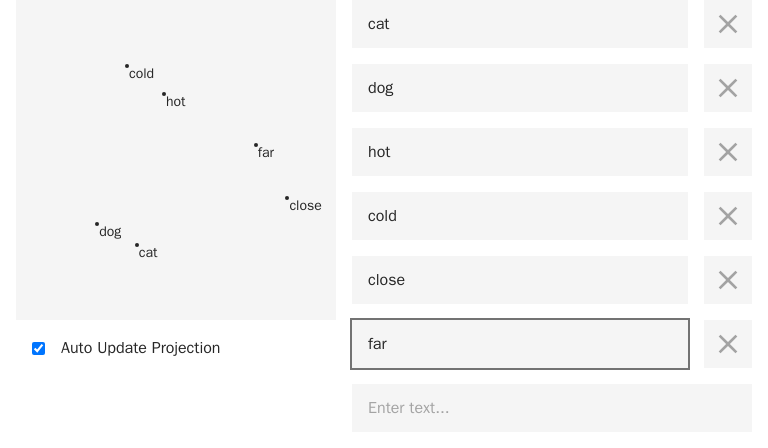 cold
hot
far
close
dog
cat
Auto Update Projection
cat
dog
hot
cold
close
far
Enter text...